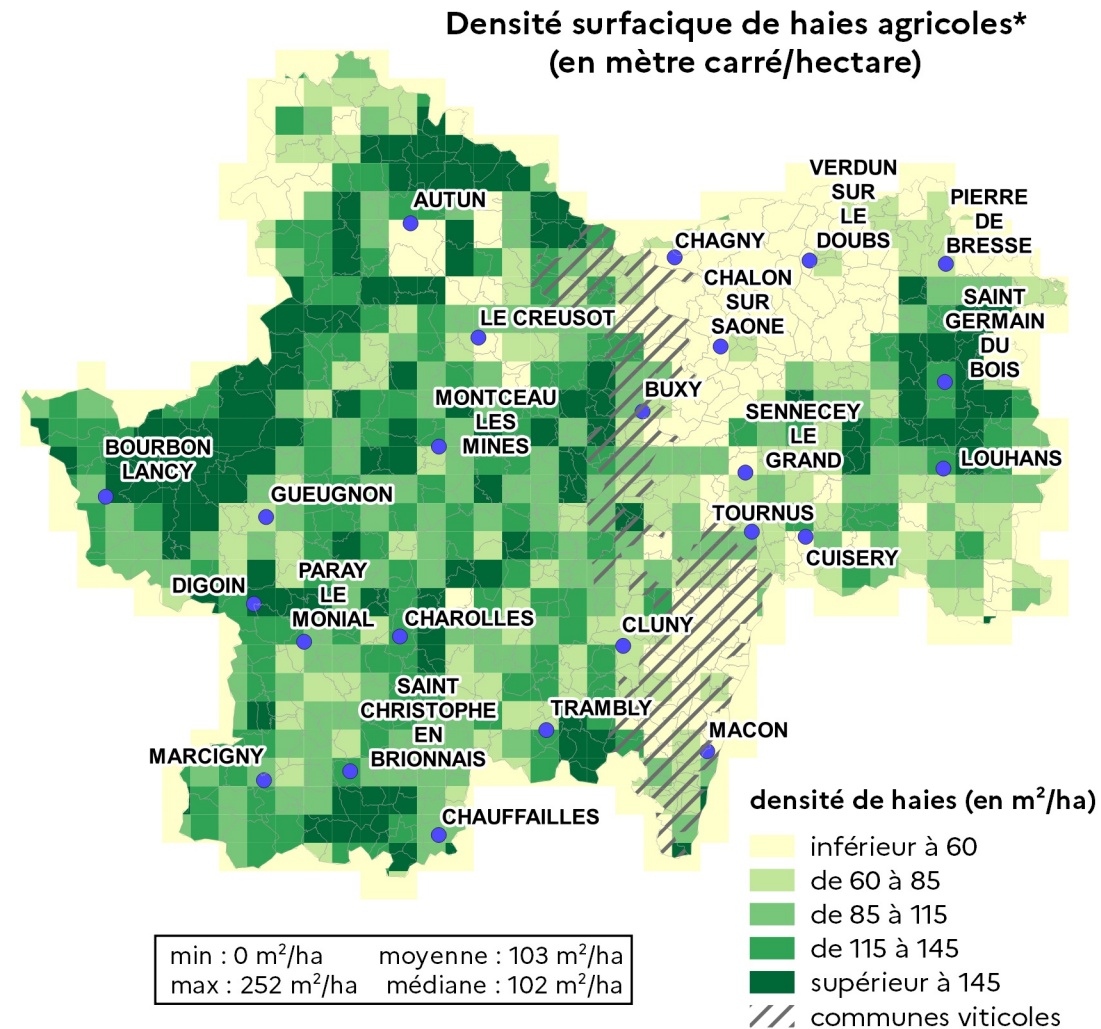 Densité surfacique de haies agricoles*
(en mètre carré/hectare)
VERDUN
SUR
LE
DOUBS
PIERRE
DE
BRESSE
AUTUN
CHAGNY
CHALON
SUR
SAONE
SAINT
GERMAIN
DU
BOIS
LE CREUSOT
BUXY
MONTCEAU
LES
MINES
SENNECEY
LE
GRAND
BOURBON
LANCY
LOUHANS
GUEUGNON
TOURNUS
CUISERY
DIGOIN
PARAY
LE
MONIAL
CHAROLLES
CLUNY
SAINT
CHRISTOPHE
EN
BRIONNAIS
TRAMBLY
MACON
MARCIGNY
CHAUFFAILLES
densité de haies (en m²/ha)
inférieur à 60
de 60 à 85
de 85 à 115
de 115 à 145
supérieur à 145
communes viticoles
min : 0 m²/ha moyenne : 103 m²/ha
max : 252 m²/ha médiane : 102 m²/ha